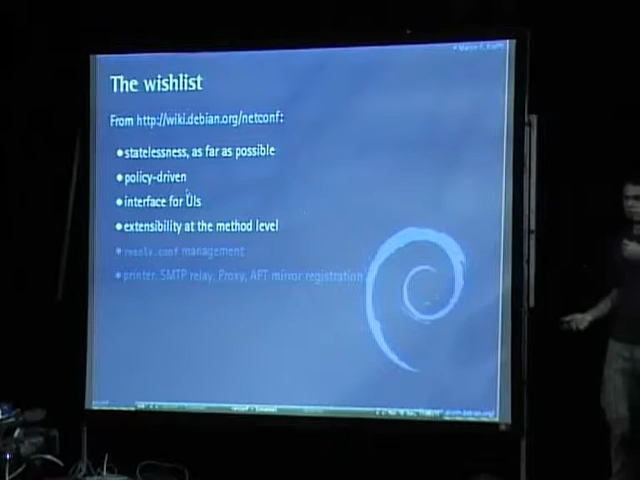 The wishlist
From http://wiki.debian.org/netconf:
statelessness, as far as possible
policy-driven
interface for UIs
extensibility at the method level
resolv.conf management
printer, SMTP relay, Proxy, APT mirror registration